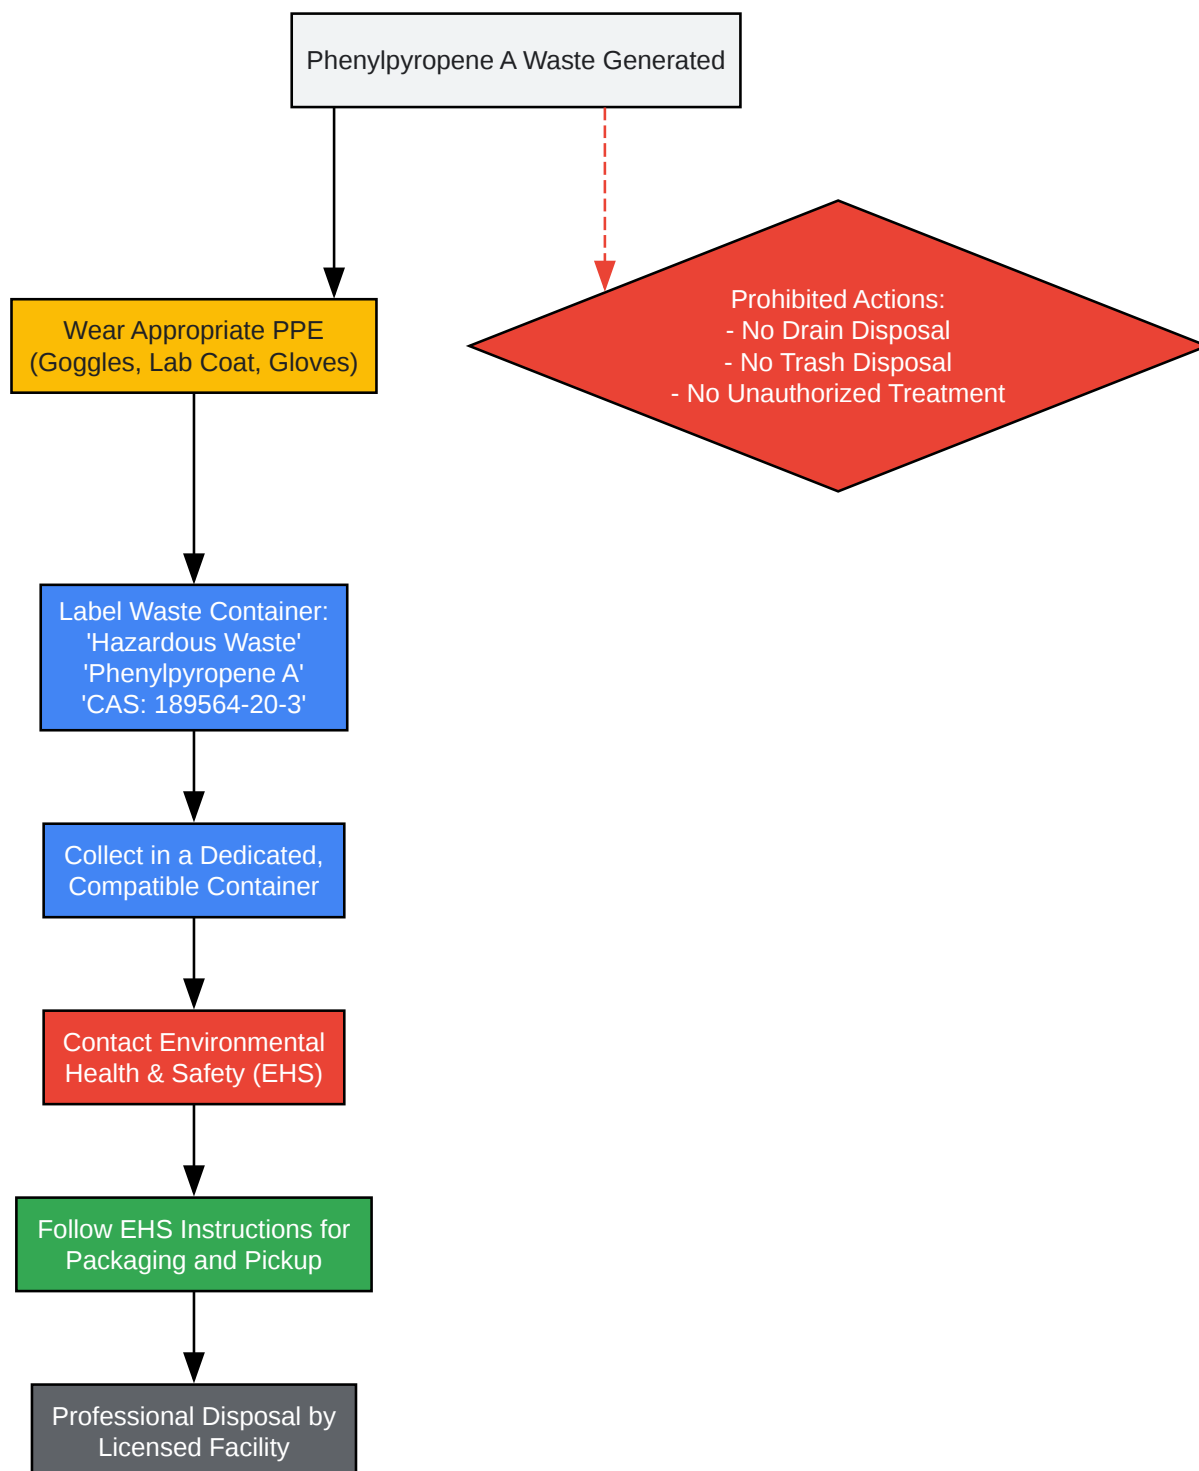 Phenylpyropene A Waste Generated
Prohibited Actions:
- No Drain Disposal
- No Trash Disposal
- No Unauthorized Treatment
Wear Appropriate PPE
(Goggles, Lab Coat, Gloves)
Label Waste Container:
'Hazardous Waste'
'Phenylpyropene A'
'CAS: 189564-20-3'
Collect in a Dedicated,
Compatible Container
Contact Environmental
Health & Safety (EHS)
Follow EHS Instructions for
Packaging and Pickup
Professional Disposal by
Licensed Facility